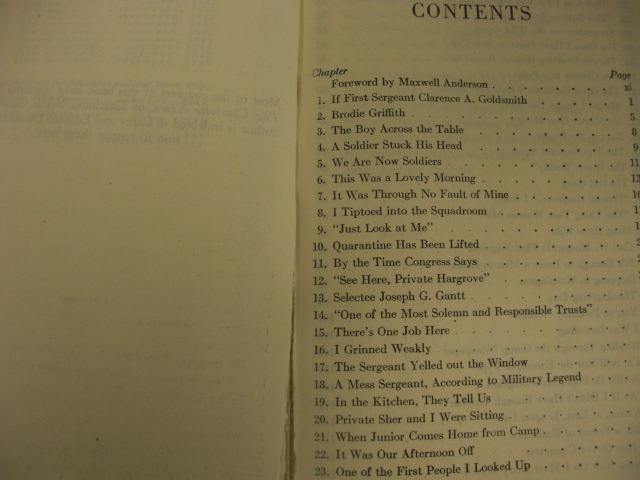 CONTENTS
Chapter Page
Foreword by Maxwell Anderson . . . . . . . . xi
1. If First Sergeant Clarence A. Goldsmith . . . . . 1
2. Brodie Griffith . . . . . . . . . . . 5
3. The Boy Across the Table . . . . . . . . 8
4. A Soldier Stuck His Head . . . . . . . . 9
5. We Are Now Soldiers . . . . . . . . . 11
6. This Was a Lovely Morning . . . . . . . .
7. It Was Through No Fault of Mine . . . . . .
8. I Tiptoed into the Squadroom . . . . . . .
9. "Just Look at Me" . . . . . . . . .
10. Quarantine Has Been Lifted . . . . . . .
11. By the Time Congress Says . . . . . . .
12. "See Here, Private Hargrove" . . . . . . .
13. Selectee Joseph G. Gantt . . . . . . . .
14. "One of the Most Solemn and Responsible Trusts" . .
15. There's One Job Here . . . . . . . . .
16. I Grinned Weakly . . . . . . . . .
17. The Sergeant Yelled out the Window . . . . .
18. A Mess Sergeant, According to Military Legend . . .
19. In the Kitchen, They Tell Us . . . . . .
20. Private Sher and I Were Sitting . . . . . .
21. When Junior Comes Home from Camp . . . . .
22. It Was Our Afternoon Off . . . . . . .
23. One of the First People I Looked Up . . . . .